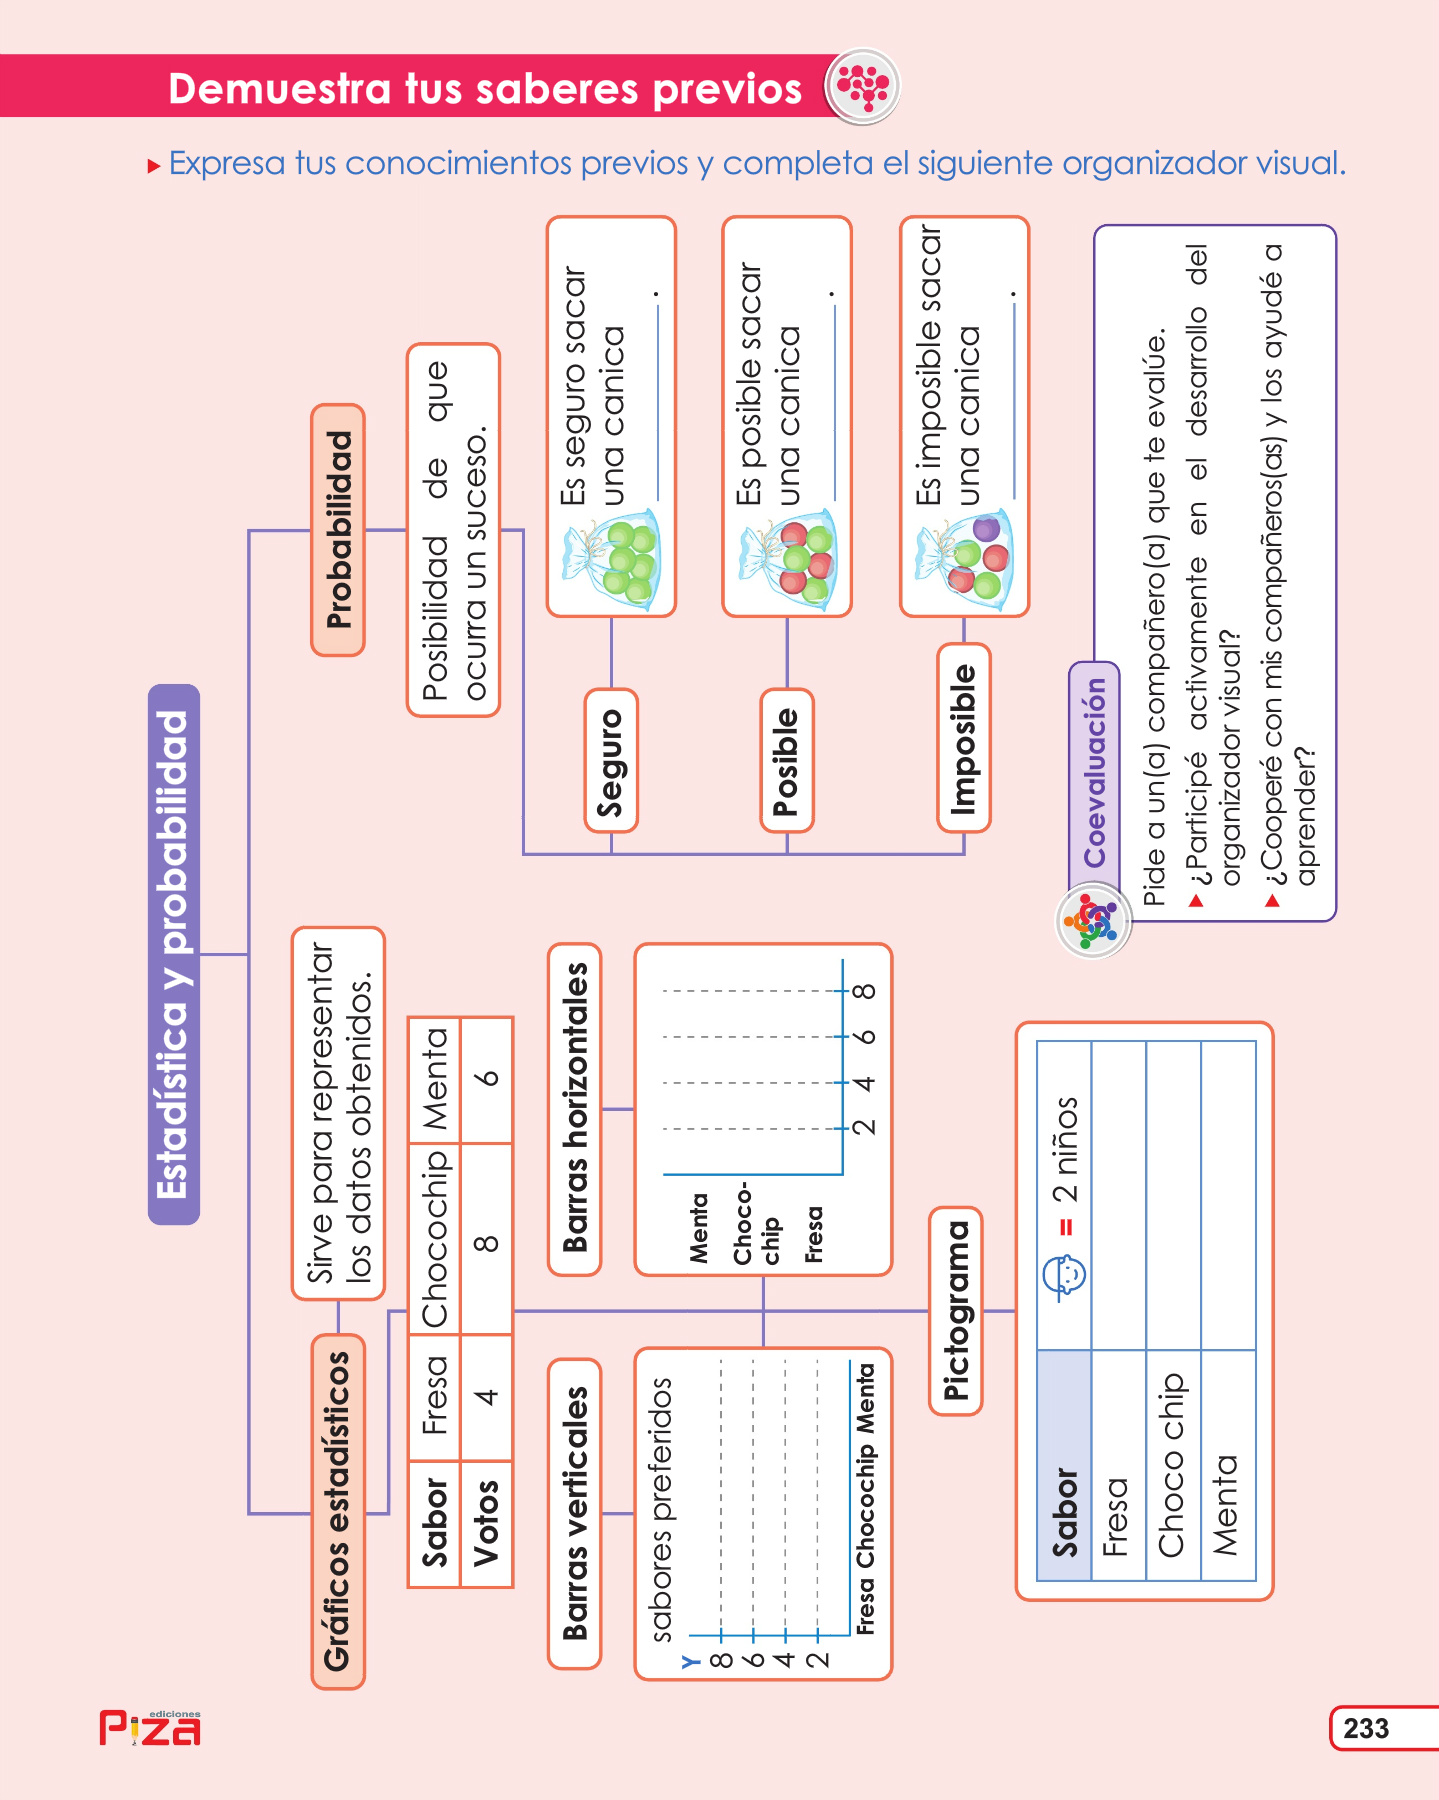 Demuestra tus saberes previos
Expresa tus conocimientos previos y completa el siguiente organizador visual.
Estadística y probabilidad
Gráficos estadísticos
Sirve para representar
los datos obtenidos.
Sabor Fresa Chocochip Menta
Votos 4 8 6
Barras verticales
sabores preferidos
Y
8
6
4
2
Fresa Chocochip Menta
Barras horizontales
Menta
Choco-
chip
Fresa
2 4 6 8
Pictograma
Sabor = 2 niños
Fresa
Choco chip
Menta
Probabilidad
Posibilidad de que
ocurra un suceso.
Seguro
Es seguro sacar
una canica
.
Posible
Es posible sacar
una canica
.
Imposible
Es imposible sacar
una canica
.
Coevaluación
Pide a un(a) compañero(a) que te evalúe.
¿Participé activamente en el desarrollo del
organizador visual?
¿Cooperé con mis compañeros(as) y los ayudé a
aprender?
ediciones
Piza
233